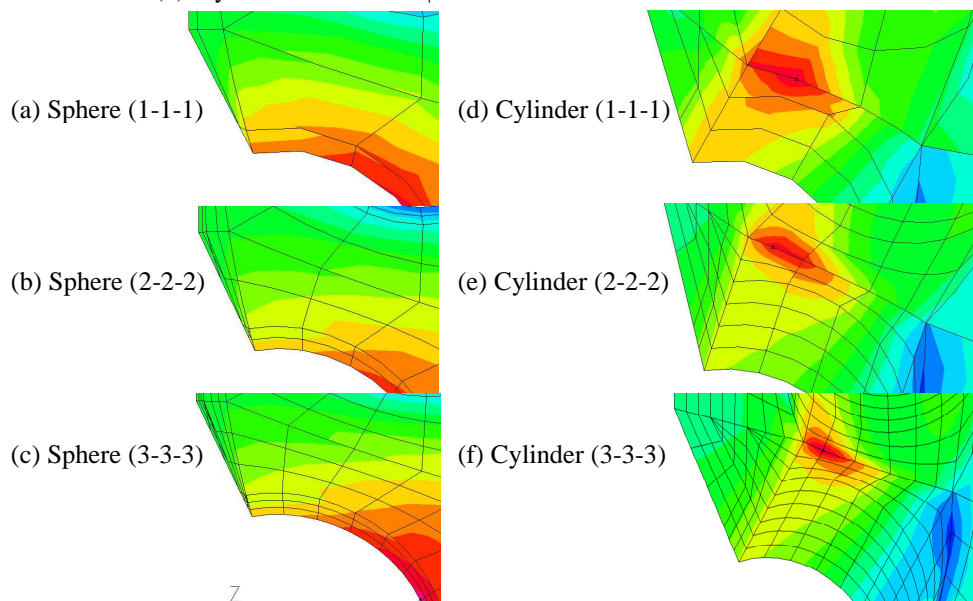 (a) Sphere (1-1-1)
(d) Cylinder (1-1-1)
(b) Sphere (2-2-2)
(e) Cylinder (2-2-2)
(c) Sphere (3-3-3)
(f) Cylinder (3-3-3)
Z